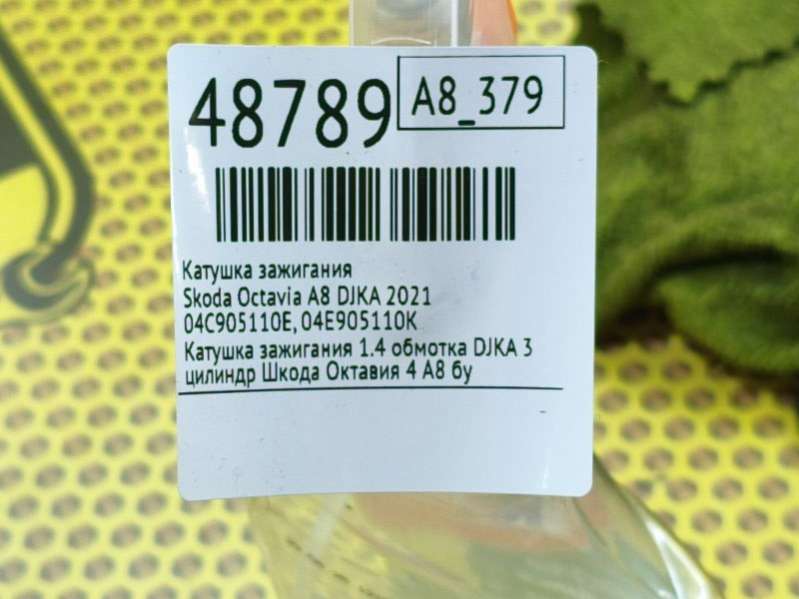 48789
A8_379
Катушка зажигания
Skoda Octavia A8 DJKA 2021
04C905110E, 04E905110K
Катушка зажигания 1.4 обмотка DJKA 3
цилиндр Шкода Октавия 4 А8 бу